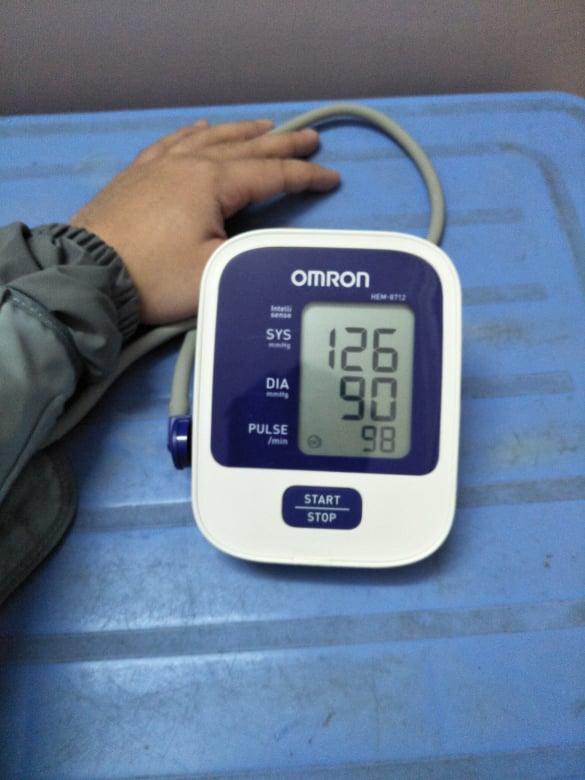 OMRON
HEM-8712
Intelli
sense
SYS
mmHg
126
DIA
mmHg
90
PULSE
/min
98
START
STOP